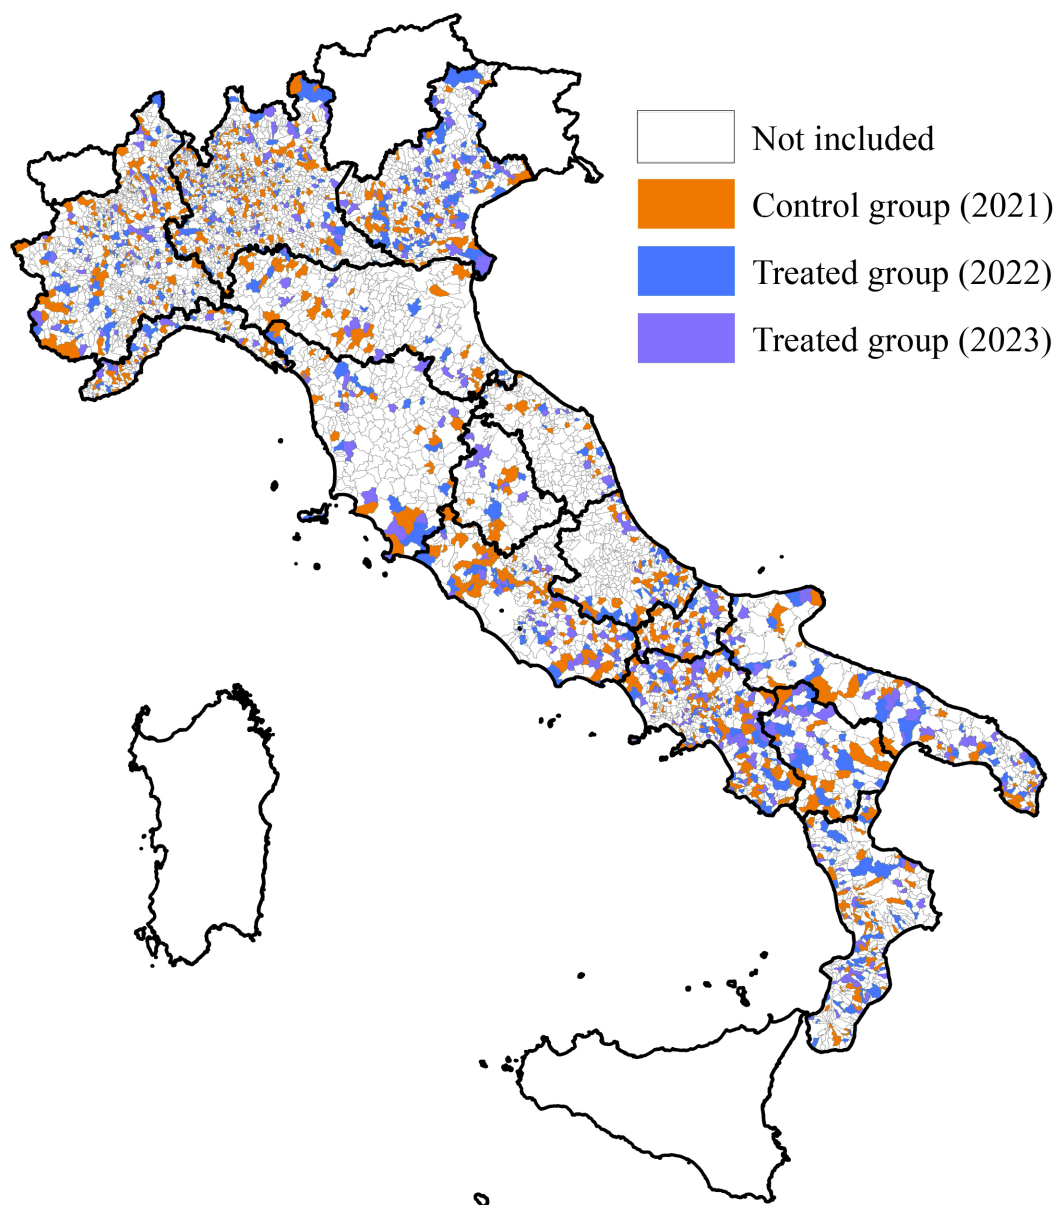 Not included
Control group (2021)
Treated group (2022)
Treated group (2023)